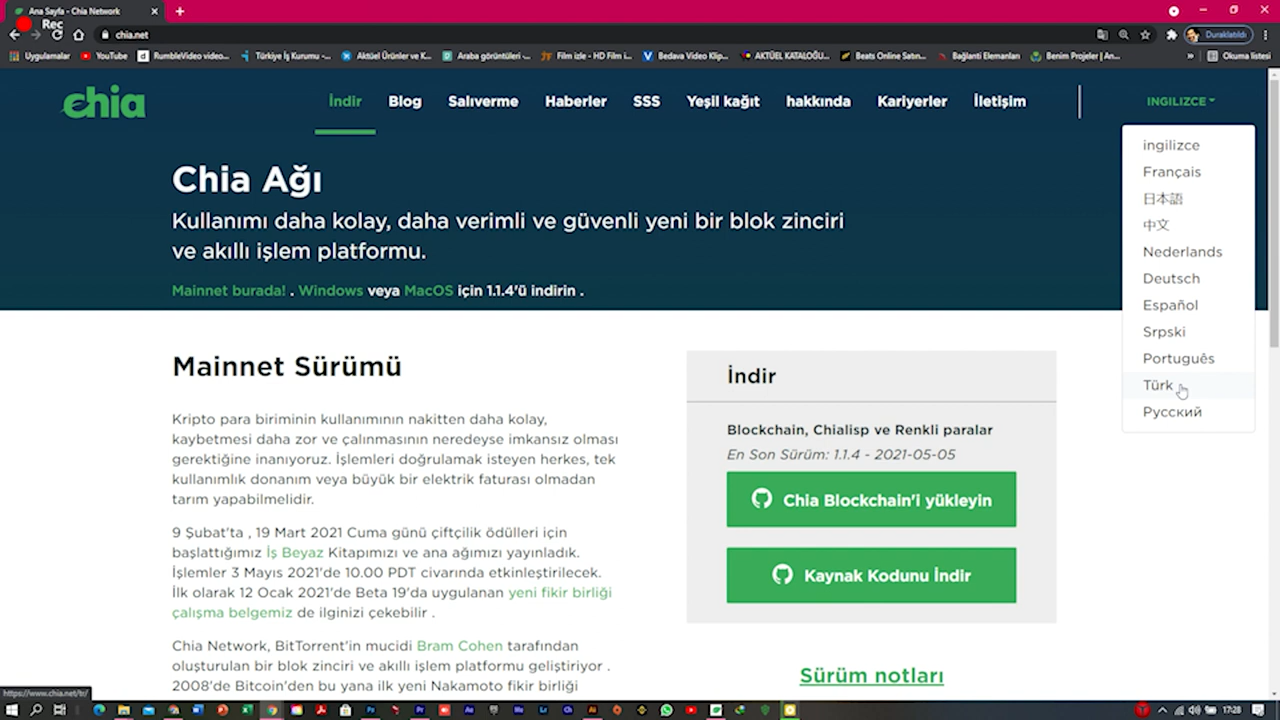 Ana Sayfa - Chia Network
Rec
chia.net
Duraklatıldı
Uygulamalar
YouTube
RumbleVideo video...
Türkiye İş Kurumu -...
Aktüel Ürünler ve K...
Araba görüntüleri -...
Film izle - HD Film i...
Bedava Video Klip...
AKTÜEL KATALOĞU...
Beats Online Satın...
Bağlanti Elemanları
Benim Projeler | An...
»
Okuma listesi
chia
İndir
Blog
Salıverme
Haberler
SSS
Yeşil kağıt
hakkında
Kariyerler
İletişim
INGILIZCE
ingilizce
Français
日本語
中文
Nederlands
Deutsch
Español
Srpski
Português
Türk
Русский
Chia Ağı
Kullanımı daha kolay, daha verimli ve güvenli yeni bir blok zinciri
ve akıllı işlem platformu.
Mainnet burada! . Windows veya MacOS için 1.1.4'ü indirin .
Mainnet Sürümü
Kripto para biriminin kullanımının nakitten daha kolay,
kaybetmesi daha zor ve çalınmasının neredeyse imkansız olması
gerektiğine inanıyoruz. İşlemleri doğrulamak isteyen herkes, tek
kullanımlık donanım veya büyük bir elektrik faturası olmadan
tarım yapabilmelidir.
9 Şubat'ta , 19 Mart 2021 Cuma günü çiftçilik ödülleri için
başlattığımız İş Beyaz Kitapımızı ve ana ağımızı yayınladık.
İşlemler 3 Mayıs 2021'de 10.00 PDT civarında etkinleştirilecek.
İlk olarak 12 Ocak 2021'de Beta 19'da uygulanan yeni fikir birliği
çalışma belgemiz de ilginizi çekebilir .
Chia Network, BitTorrent'in mucidi Bram Cohen tarafından
oluşturulan bir blok zinciri ve akıllı işlem platformu geliştiriyor .
2008'de Bitcoin'den bu yana ilk yeni Nakamoto fikir birliği
İndir
Blockchain, Chialisp ve Renkli paralar
En Son Sürüm: 1.1.4 - 2021-05-05
Chia Blockchain'i yükleyin
Kaynak Kodunu İndir
Sürüm notları
https://www.chia.net/tr/
17:28